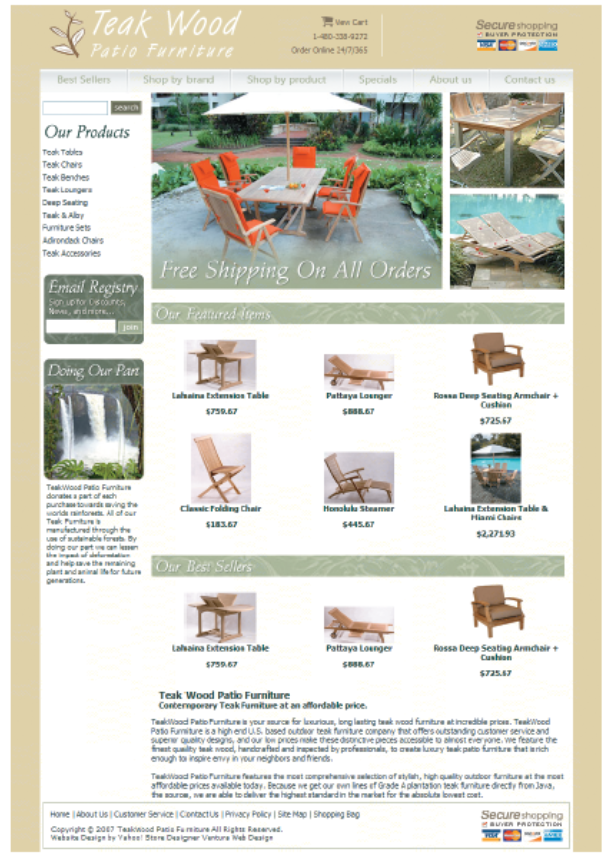 Teak Wood
Patio Furniture
View Cart
1-480-338-9272
Order Online 24/7/365
Secure shopping
BUYER PROTECTION
VISA
Best Sellers
Shop by brand
Shop by product
Specials
About us
Contact us
search
Our Products
Teak Tables
Teak Chairs
Teak Benches
Teak Loungers
Deep Seating
Teak & Alloy
Furniture Sets
Adirondack Chairs
Teak Accessories
Email Registry
Sign up for Discounts,
News, and more...
join
Doing Our Part
TeakWood Patio Furniture
donates a part of each
purchase towards saving the
worlds rainforests. All of our
Teak Furniture is
manufactured through the
use of sustainable forests. By
doing our part we can lessen
the impact of deforestation
and help save the remaining
plant and animal life for future
generations.
Free Shipping On All Orders
Our Featured Items
Lahaina Extension Table
$759.67
Pattaya Lounger
$888.67
Rossa Deep Seating Armchair +
Cushion
$725.67
Classic Folding Chair
$183.67
Honolulu Steamer
$445.67
Lahaina Extension Table &
Miami Chairs
$2,271.93
Our Best Sellers
Lahaina Extension Table
$759.67
Pattaya Lounger
$888.67
Rossa Deep Seating Armchair +
Cushion
$725.67
Teak Wood Patio Furniture
Contemporary Teak Furniture at an affordable price.
TeakWood Patio Furniture is your source for luxurious, long lasting teak wood furniture at incredible prices. TeakWood
Patio Furniture is a high end U.S. based outdoor teak furniture company that offers outstanding customer service and
superior quality designs, and our low prices make these distinctive pieces accessible to almost everyone. We feature the
finest quality teak wood, handcrafted and inspected by professionals, to create luxury teak patio furniture that is rich
enough to inspire envy in your neighbors and friends.
TeakWood Patio Furniture features the most comprehensive selection of stylish, high quality outdoor furniture at the most
affordable prices available today. Because we get our own lines of Grade A plantation teak furniture directly from Java,
the source, we are able to deliver the highest standard in the market for the absolute lowest cost.
Home | About Us | Customer Service | Contact Us | Privacy Policy | Site Map | Shopping Bag
Copyright © 2007 TeakWood Patio Furniture All Rights Reserved.
Website Design by Yahoo! Store Designer Ventura Web Design
Secure shopping
BUYER PROTECTION
VISA